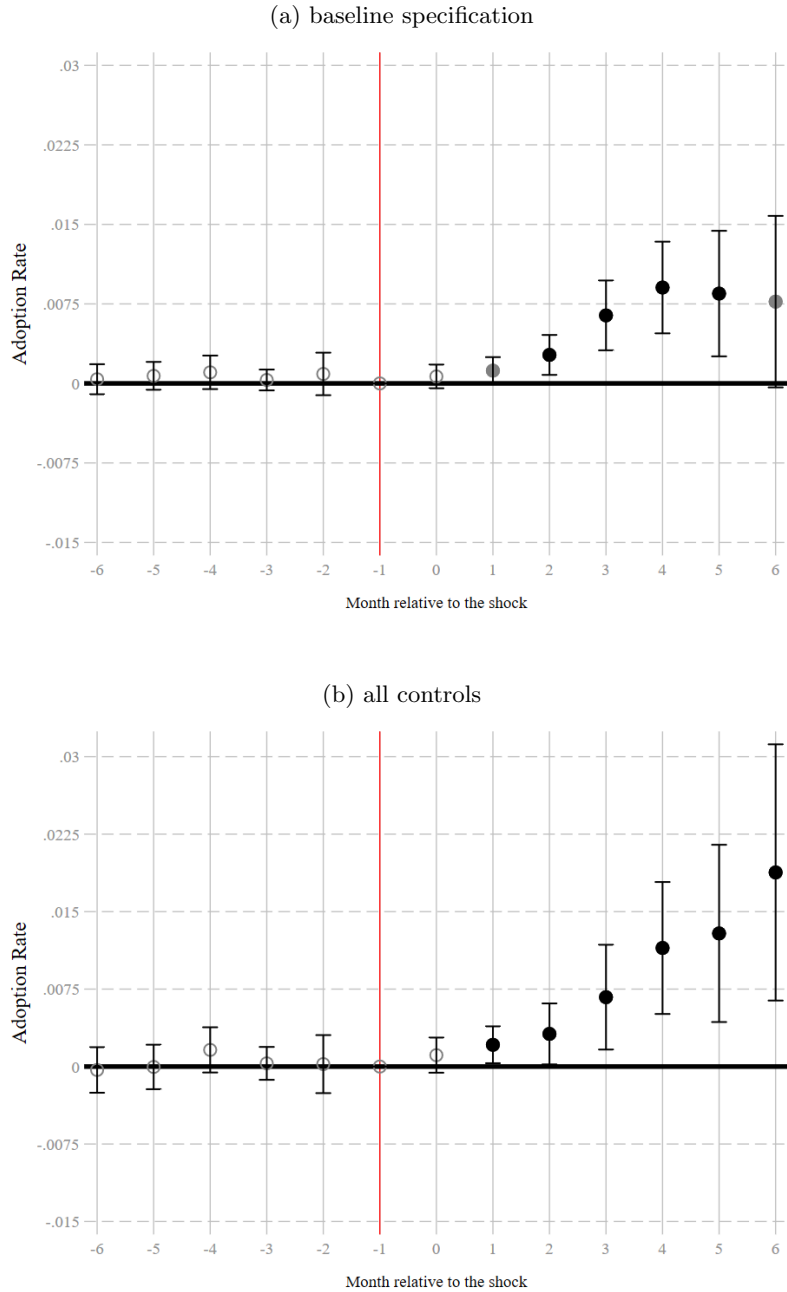 (a) baseline specification
.03
.0225
.015
.0075
0
-.0075
-.015
Adoption Rate
-6 -5 -4 -3 -2 -1 0 1 2 3 4 5 6
Month relative to the shock
(b) all controls
.03
.0225
.015
.0075
0
-.0075
-.015
Adoption Rate
-6 -5 -4 -3 -2 -1 0 1 2 3 4 5 6
Month relative to the shock